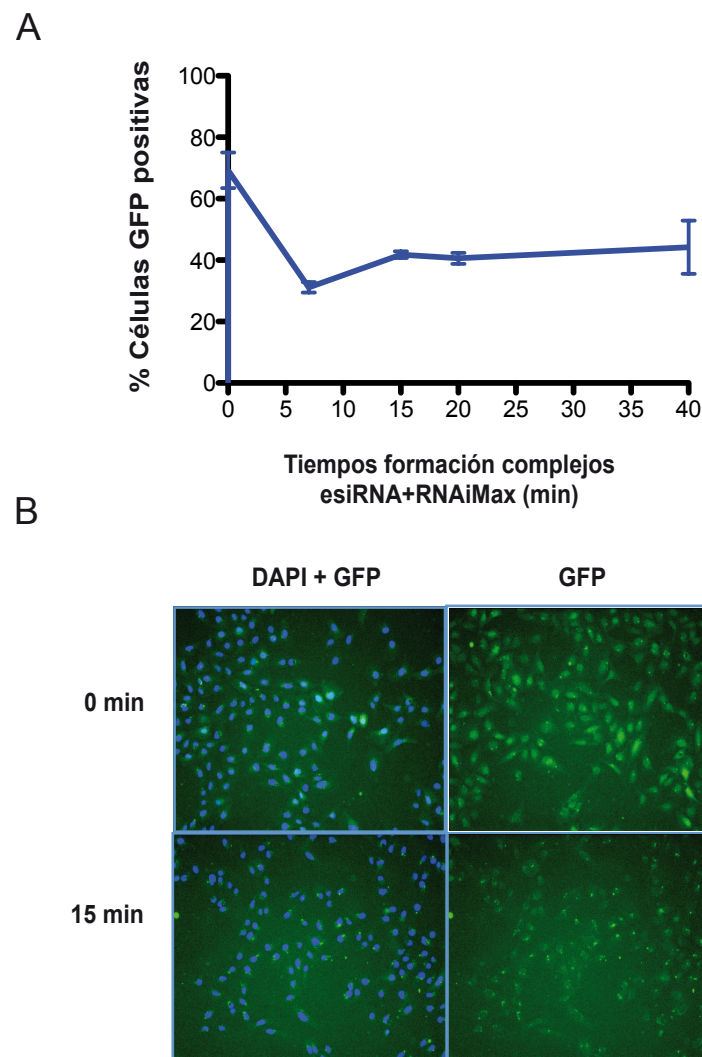 A
% Células GFP positivas
100
80
60
40
20
0
0 5 10 15 20 25 30 35 40
Tiempos formación complejos
esiRNA+RNAiMax (min)
B
DAPI + GFP GFP
0 min
15 min